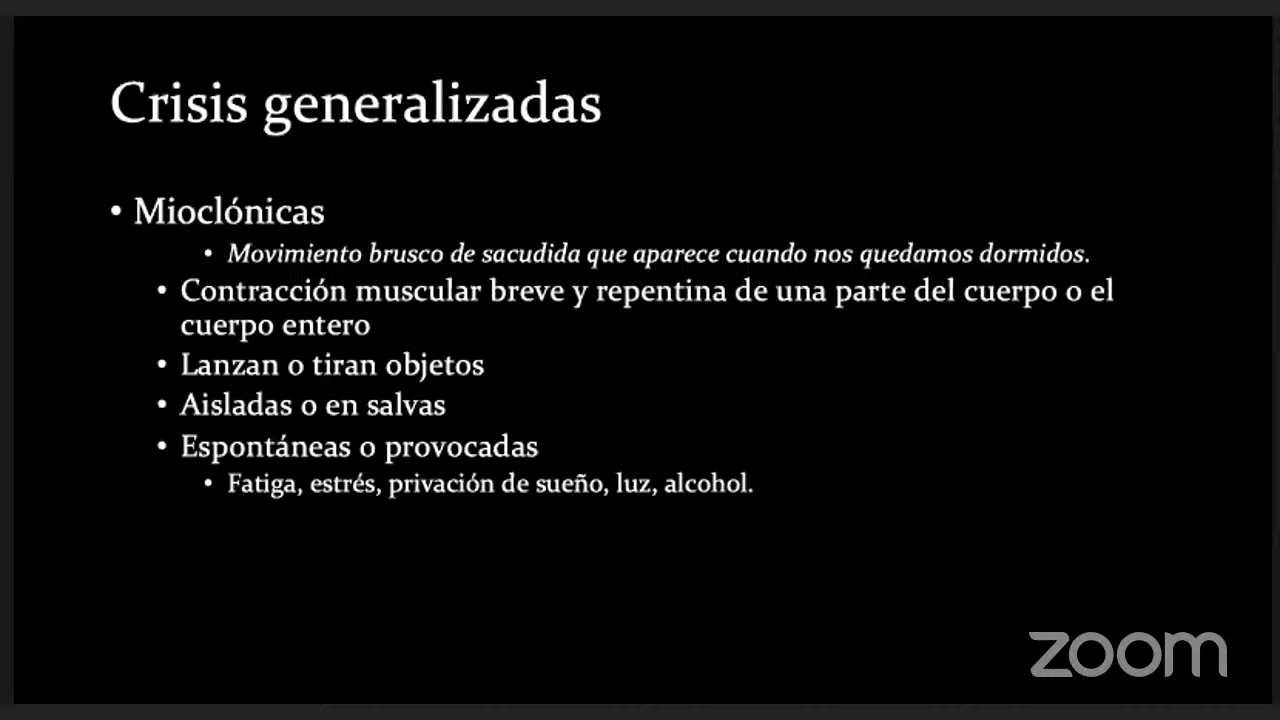 Crisis generalizadas
• Mioclónicas
• Movimiento brusco de sacudida que aparece cuando nos quedamos dormidos.
• Contracción muscular breve y repentina de una parte del cuerpo o el
cuerpo entero
• Lanzan o tiran objetos
• Aisladas o en salvas
• Espontáneas o provocadas
• Fatiga, estrés, privación de sueño, luz, alcohol.
zoom